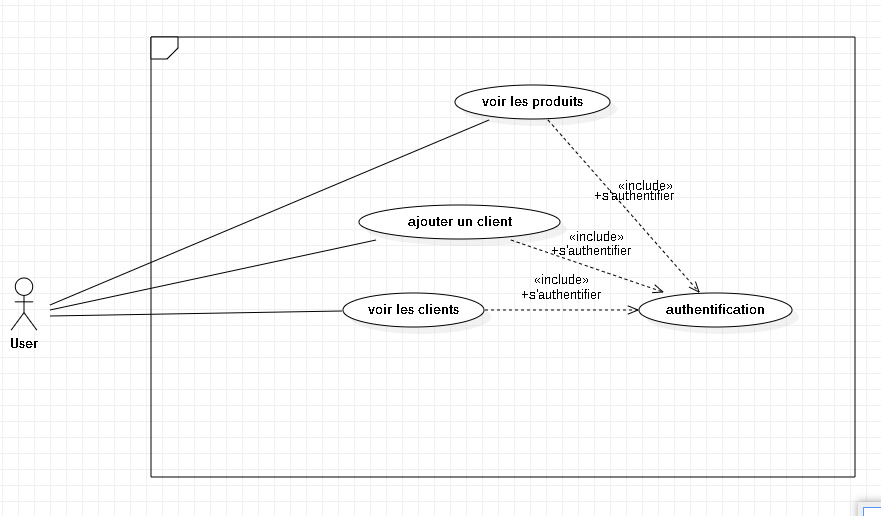 voir les produits
«include»
+s'authentifier
ajouter un client
«include»
+s'authentifier
«include»
+s'authentifier
voir les clients
authentification
User